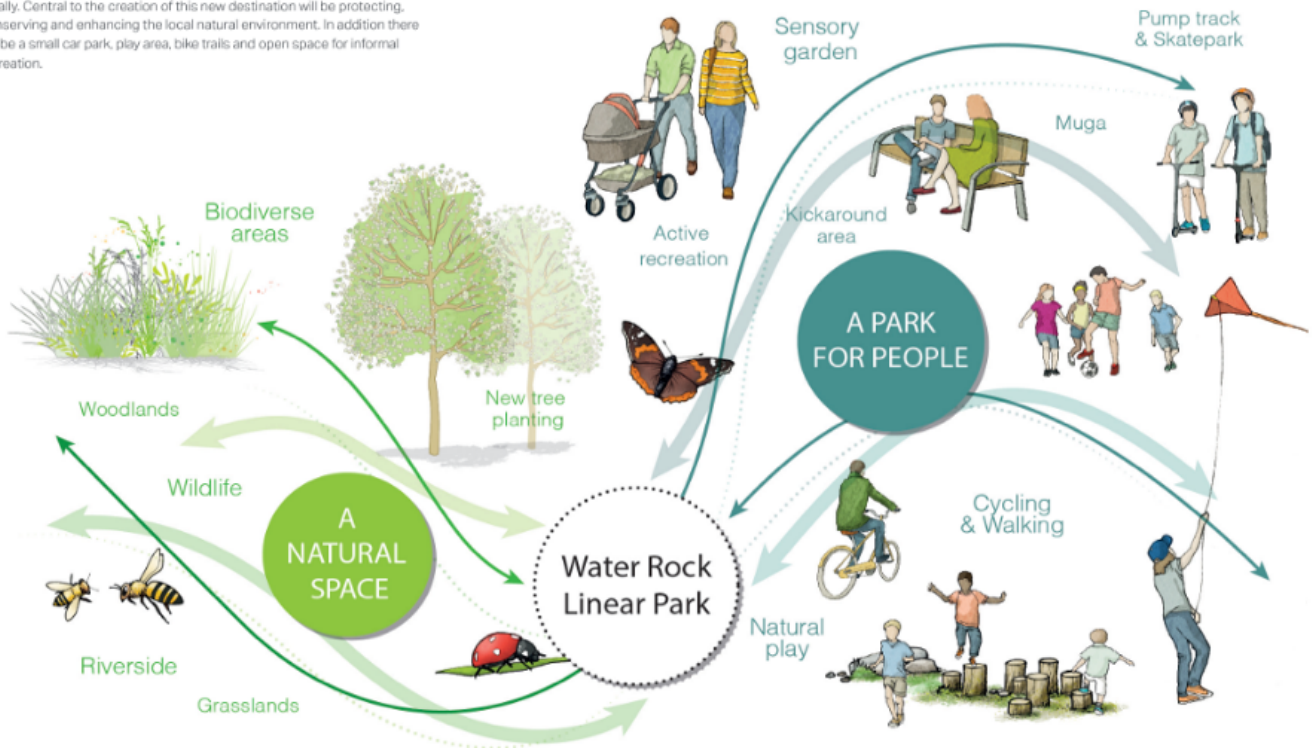 ally. Central to the creation of this new destination will be protecting,
nserving and enhancing the local natural environment. In addition there
be a small car park, play area, bike trails and open space for informal
reation.
Sensory
garden
Pump track
& Skatepark
Muga
Biodiverse
areas
Active
recreation
Kickaround
area
A PARK
FOR PEOPLE
Woodlands
New tree
planting
Wildlife
A
NATURAL
SPACE
Water Rock
Linear Park
Cycling
& Walking
Natural
play
Riverside
Grasslands